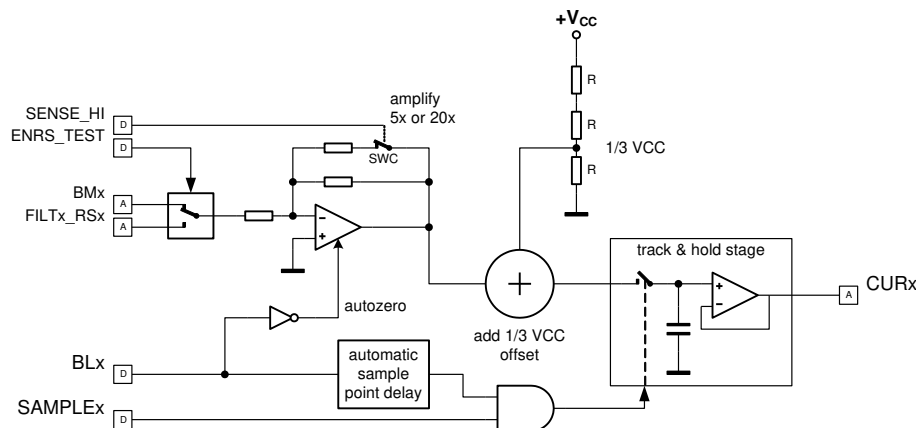 +VCC
SENSE_HI
D
ENRS_TEST
D
amplify
5x or 20x
SWC
R
R
1/3 VCC
R
BMx
A
FILTx_RSx
A
autozero
add 1/3 VCC
offset
track & hold stage
CURx
A
BLx
D
automatic
sample
point delay
SAMPLEx
D